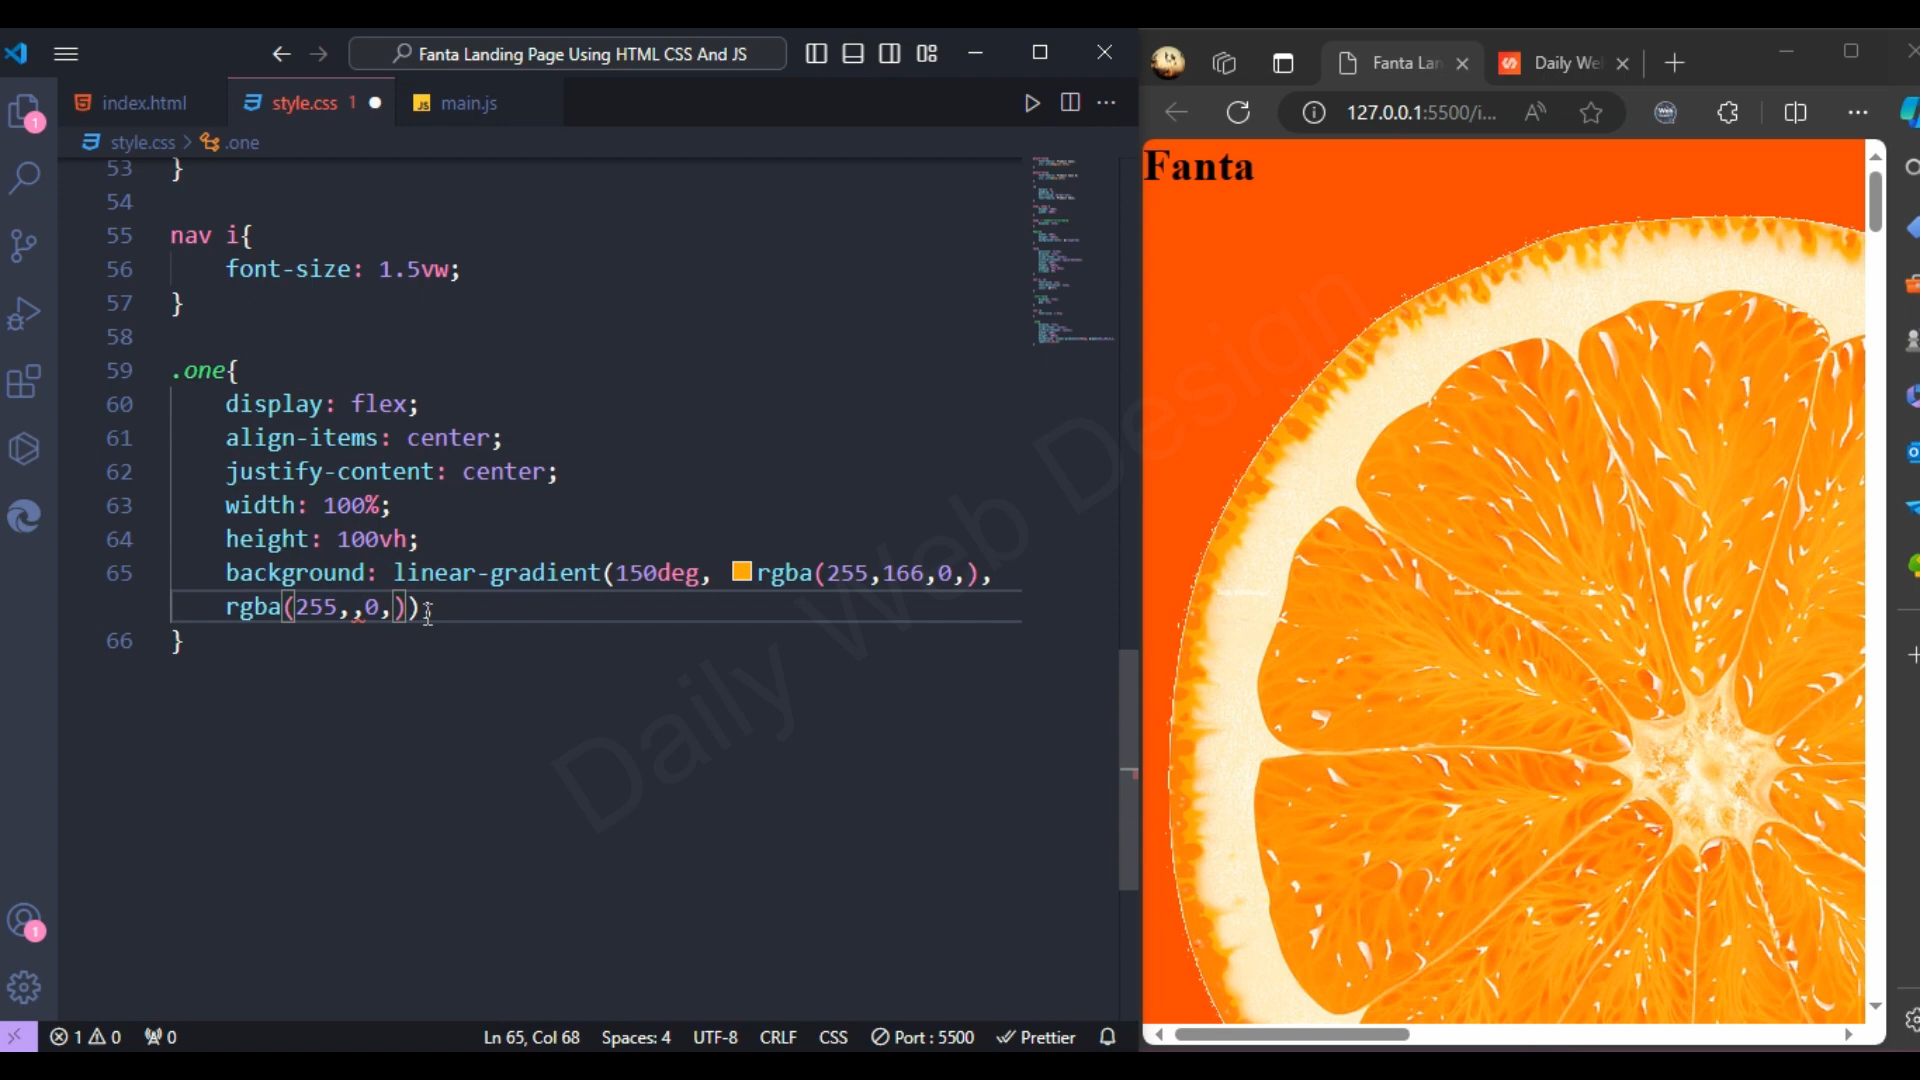 Fanta Landing Page Using HTML CSS And JS
Fanta Lan
Daily We
index.html
style.css 1
JS main.js
127.0.0.1:5500/i...
style.css > .one
53 }
54
55 nav i{
56 font-size: 1.5vw;
57 }
58
59 .one{
60 display: flex;
61 align-items: center;
62 justify-content: center;
63 width: 100%;
64 height: 100vh;
65 background: linear-gradient(150deg, rgba(255,166,0,),
rgba(255,,0,));
66 }
Fanta
Daily Web Design
1
1
1 0 0
Ln 65, Col 68 Spaces: 4 UTF-8 CRLF CSS Port : 5500 Prettier